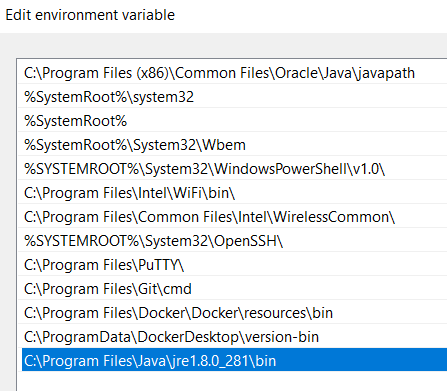 Edit environment variable
C:\Program Files (x86)\Common Files\Oracle\Java\javapath
%SystemRoot%\system32
%SystemRoot%
%SystemRoot%\System32\Wbem
%SYSTEMROOT%\System32\WindowsPowerShell\v1.0\
C:\Program Files\Intel\WiFi\bin\
C:\Program Files\Common Files\Intel\WirelessCommon\
%SYSTEMROOT%\System32\OpenSSH\
C:\Program Files\PuTTY\
C:\Program Files\Git\cmd
C:\Program Files\Docker\Docker\resources\bin
C:\ProgramData\DockerDesktop\version-bin
C:\Program Files\Java\jre1.8.0_281\bin